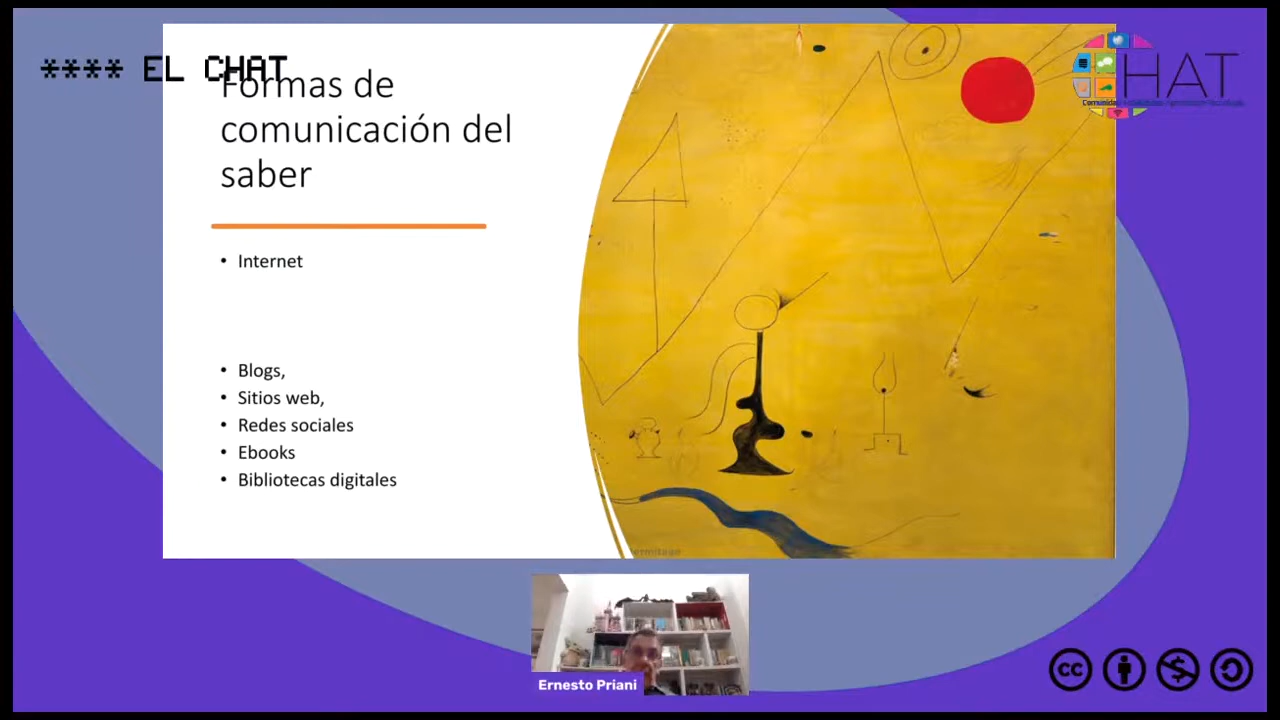 **** EL CHAT
Formas de
comunicación del
saber
• Internet
• Blogs,
• Sitios web,
• Redes sociales
• Ebooks
• Bibliotecas digitales
HAT
Ernesto Priani
cc